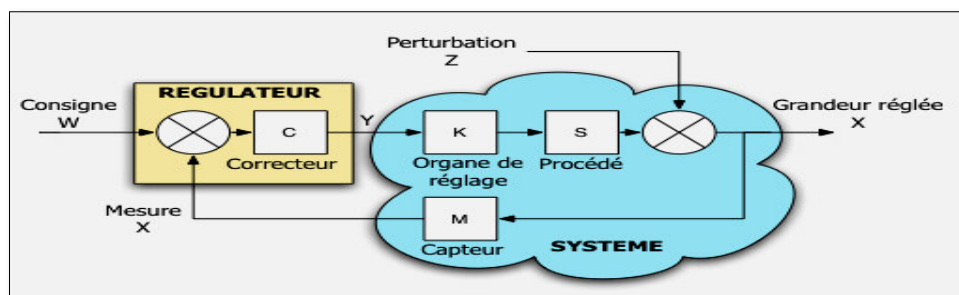 Perturbation
Z
REGULATEUR
Consigne
W
Grandeur réglée
X
C
Correcteur
Y
K
Organe de
réglage
S
Procédé
Mesure
X
M
Capteur
SYSTEME